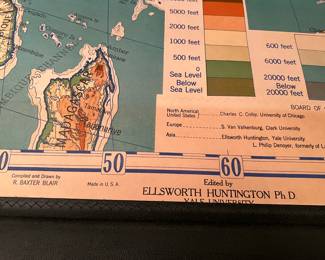 5000 feet
2000 feet
1000 feet
500 feet
0
Sea Level
Below
Sea Level
600 feet
6000 feet
20000 feet
Below
20000 feet
MADAGASCAR
BOARD OF
North America
United States
Charles C. Colby, University of Chicago.
Europe
S. Van Valkenburg, Clark University
Asia
Ellsworth Huntington, Yale University
L. Philip Denoyer, formerly of
0
50
60
Compiled and Drawn by
R. BAXTER BLAIR
Made in U. S. A.
Edited by
ELLSWORTH HUNTINGTON Ph D
YALE UNIVERSITY